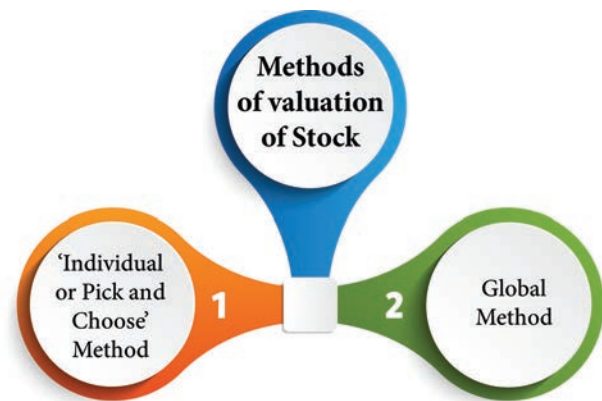 Methods
of valuation
of Stock
‘Individual
or Pick and
Choose’
Method
1
2
Global
Method